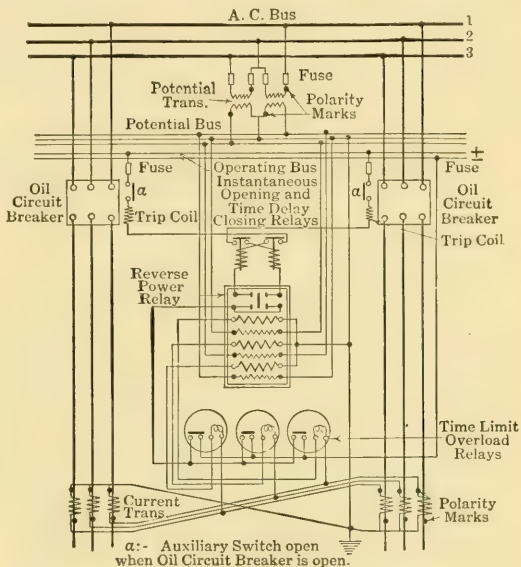 A. C. Bus
1
2
3
Fuse
Potential
Trans.
Polarity
Marks
Potential Bus
+
-
Fuse
Operating Bus
Fuse
Oil
Circuit
Breaker
a
Instantaneous
Opening and
Time Delay
Closing Relays
a
Oil
Circuit
Breaker
Trip Coil
Trip Coil
Reverse
Power
Relay
Time Limit
Overload
Relays
Current
Trans.
Polarity
Marks
a:- Auxiliary Switch open
when Oil Circuit Breaker is open.